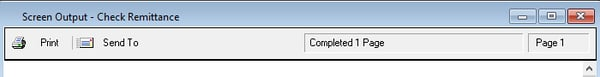 Screen Output - Check Remittance
Print Send To Completed 1 Page Page 1